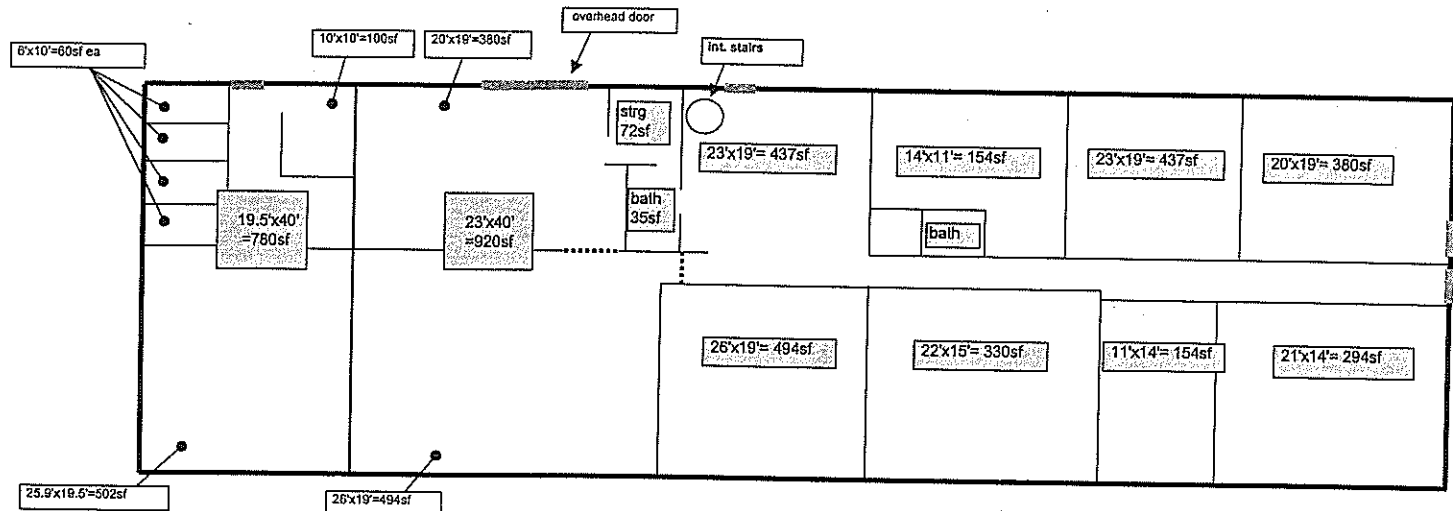 overhead door
6'x10'=60sf ea
10'x10'=100sf
20'x19'=380sf
int. stairs
strg
72sf
23'x19'= 437sf
14'x11'= 154sf
23'x19'= 437sf
20'x19'= 380sf
bath
35sf
19.5'x40'
=780sf
23'x40'
=920sf
bath
26'x19'= 494sf
22'x15'= 330sf
11'x14'= 154sf
21'x14'= 294sf
25.9'x19.5'=502sf
26'x19'=494sf